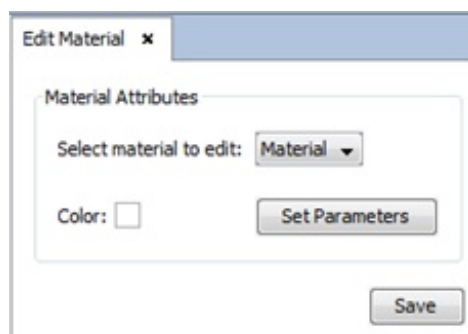 Edit Material ×
Material Attributes
Select material to edit: Material
Color: Set Parameters
Save